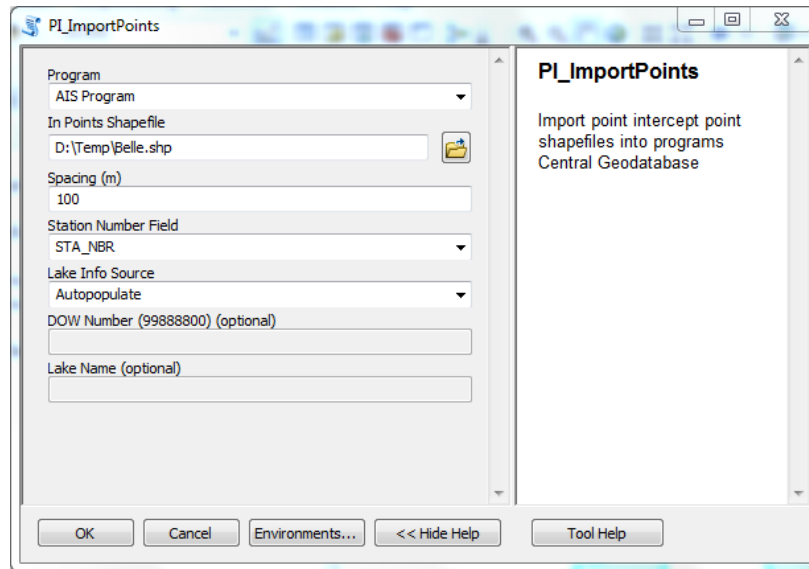 PI_ImportPoints
Program
AIS Program
In Points Shapefile
D:\Temp\Belle.shp
Spacing (m)
100
Station Number Field
STA_NBR
Lake Info Source
Autopopulate
DOW Number (99888800) (optional)
Lake Name (optional)
PI_ImportPoints
Import point intercept point
shapefiles into programs
Central Geodatabase
OK
Cancel
Environments...
<< Hide Help
Tool Help